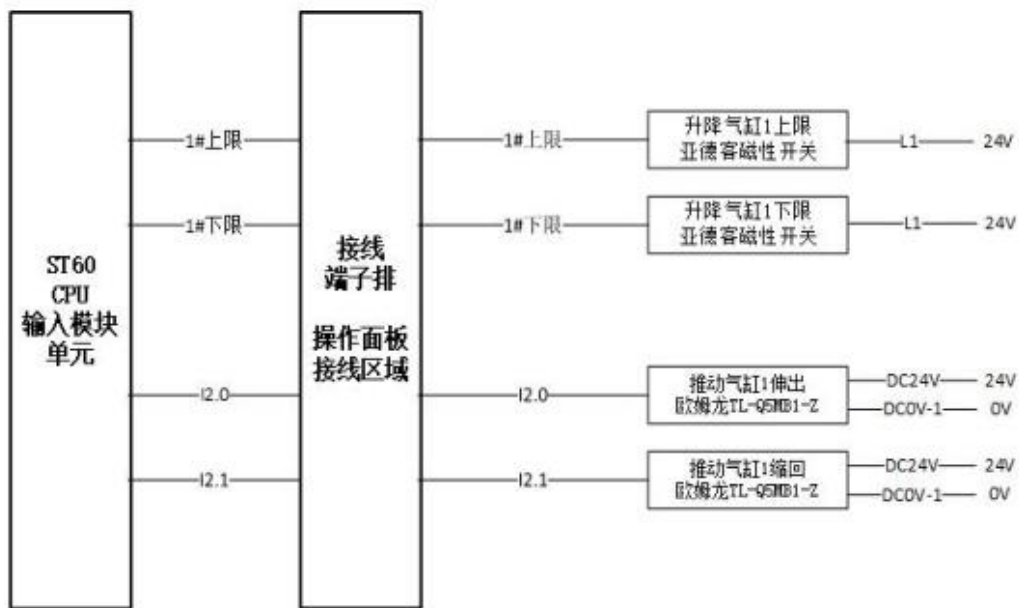 ST60
CPU
输入模块
单元
接线
端子排
操作面板
接线区域
1#上限
1#上限
升降气缸1上限
亚德客磁性开关
L1
24V
1#下限
1#下限
升降气缸1下限
亚德客磁性开关
L1
24V
I2.0
I2.0
推动气缸1伸出
欧姆龙TL-Q5MB1-Z
DC24V
24V
DC0V-1
0V
I2.1
I2.1
推动气缸1缩回
欧姆龙TL-Q5MB1-Z
DC24V
24V
DC0V-1
0V